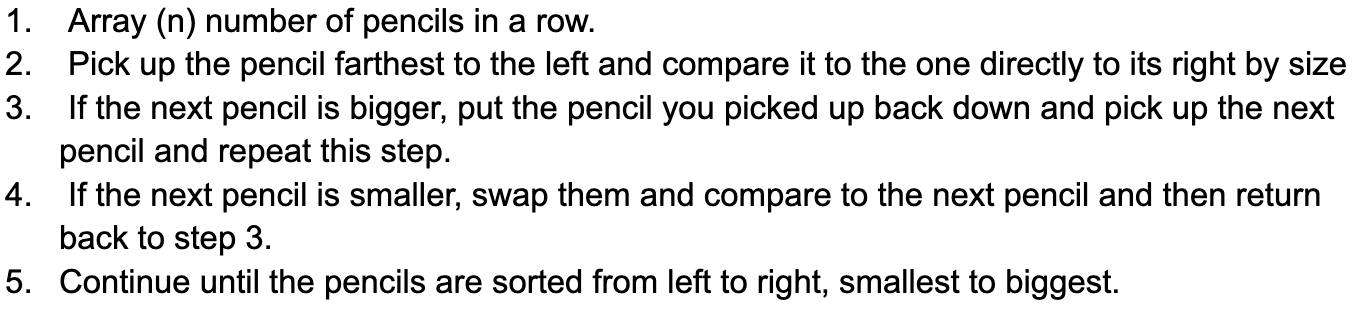 1. Array (n) number of pencils in a row.
2. Pick up the pencil farthest to the left and compare it to the one directly to its right by size
3. If the next pencil is bigger, put the pencil you picked up back down and pick up the next
pencil and repeat this step.
4. If the next pencil is smaller, swap them and compare to the next pencil and then return
back to step 3.
5. Continue until the pencils are sorted from left to right, smallest to biggest.